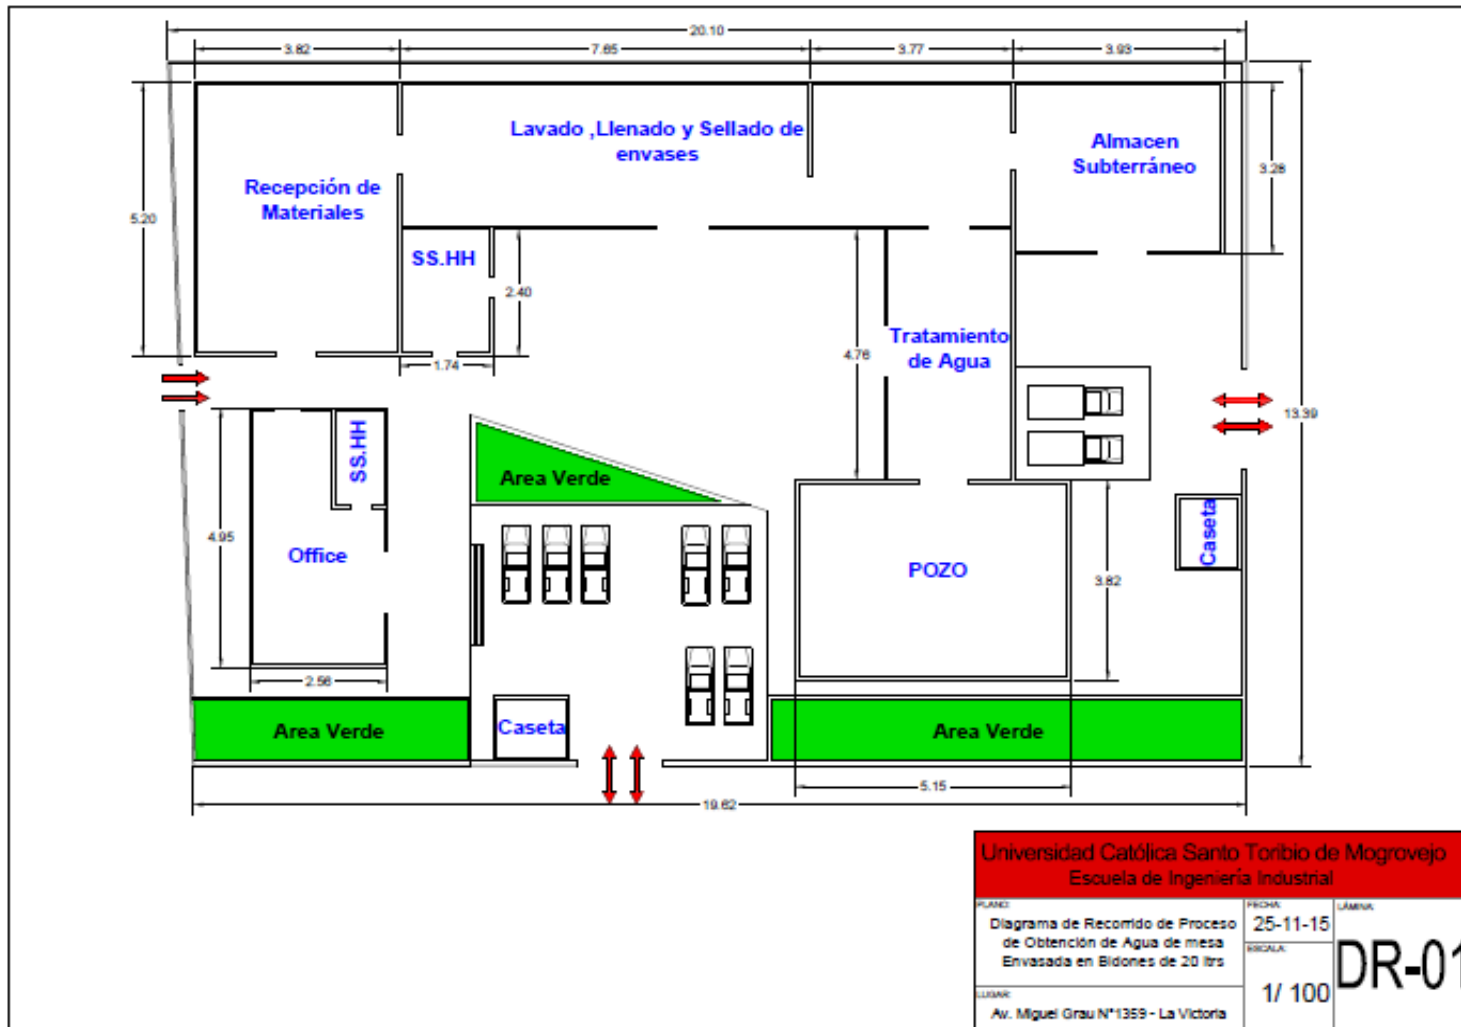 20.10
3.82
7.65
3.77
3.93
Lavado ,Llenado y Sellado de
envases
Almacen
Subterráneo
3.28
Recepción de
Materiales
5.20
SS.HH
2.40
1.74
4.76
Tratamiento
de Agua
13.39
SS.HH
Area Verde
4.95
Office
Caseta
POZO
3.82
2.56
Area Verde
Caseta
Area Verde
5.15
19.62
Universidad Católica Santo Toribio de Mogrovejo
Escuela de Ingeniería Industrial
PLANO:
Diagrama de Recorrido de Proceso
de Obtención de Agua de mesa
Envasada en Bidones de 20 ltrs
FECHA:
25-11-15
LÁMINA:
DR-01
ESCALA:
1/ 100
LUGAR:
Av. Miguel Grau N°1359 - La Victoria